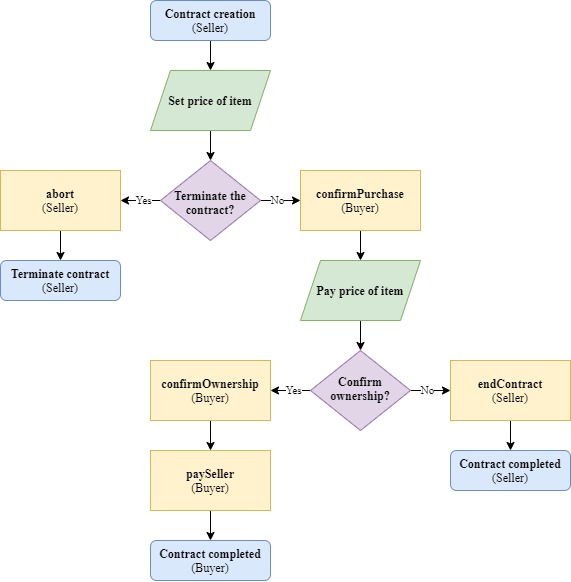 Contract creation
(Seller)
Set price of item
Terminate the
contract?
Yes
No
abort
(Seller)
confirmPurchase
(Buyer)
Terminate contract
(Seller)
Pay price of item
Confirm
ownership?
Yes
No
confirmOwnership
(Buyer)
endContract
(Seller)
paySeller
(Buyer)
Contract completed
(Seller)
Contract completed
(Buyer)